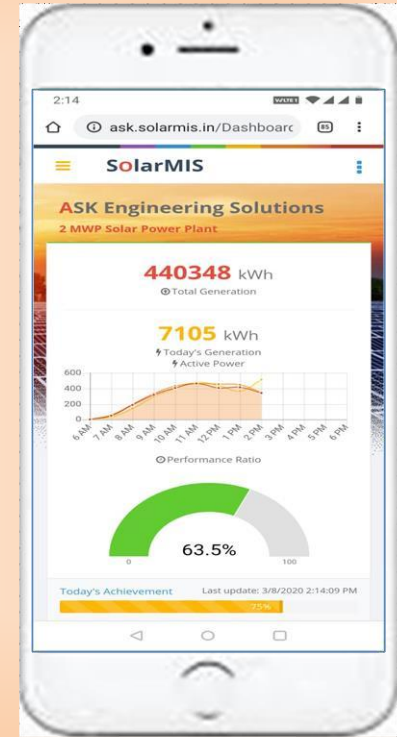 2:14
VoLTE1
ask.solarmis.in/Dashboard
85
SolarMIS
ASK Engineering Solutions
2 MWP Solar Power Plant
440348 kWh
Total Generation
7105 kWh
Today's Generation
Active Power
600
400
200
0
6 AM 7 AM 8 AM 9 AM 10 AM 11 AM 12 PM 1 PM 2 PM 3 PM 4 PM 5 PM 6 PM
Performance Ratio
63.5%
0 100
Today's Achievement Last update: 3/8/2020 2:14:09 PM
75%